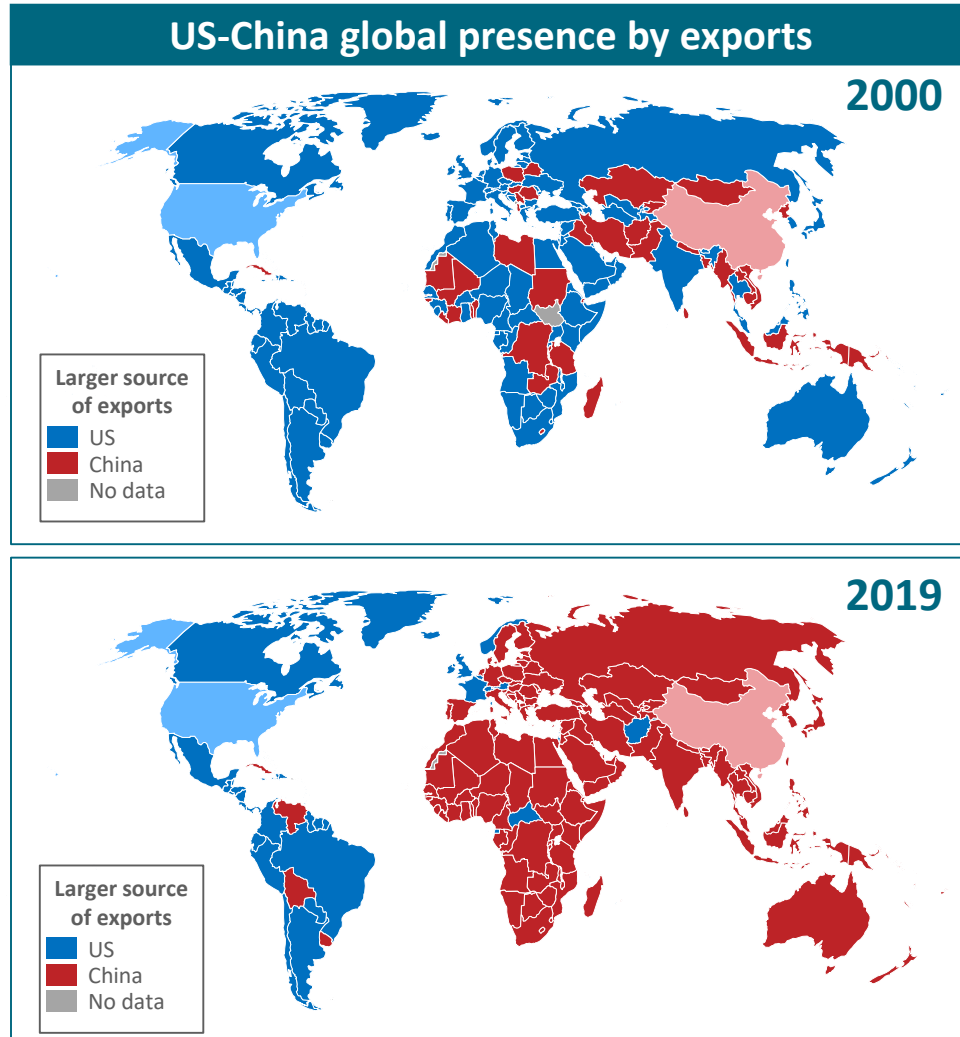 US-China global presence by exports
2000
Larger source
of exports
US
China
No data
2019
Larger source
of exports
US
China
No data